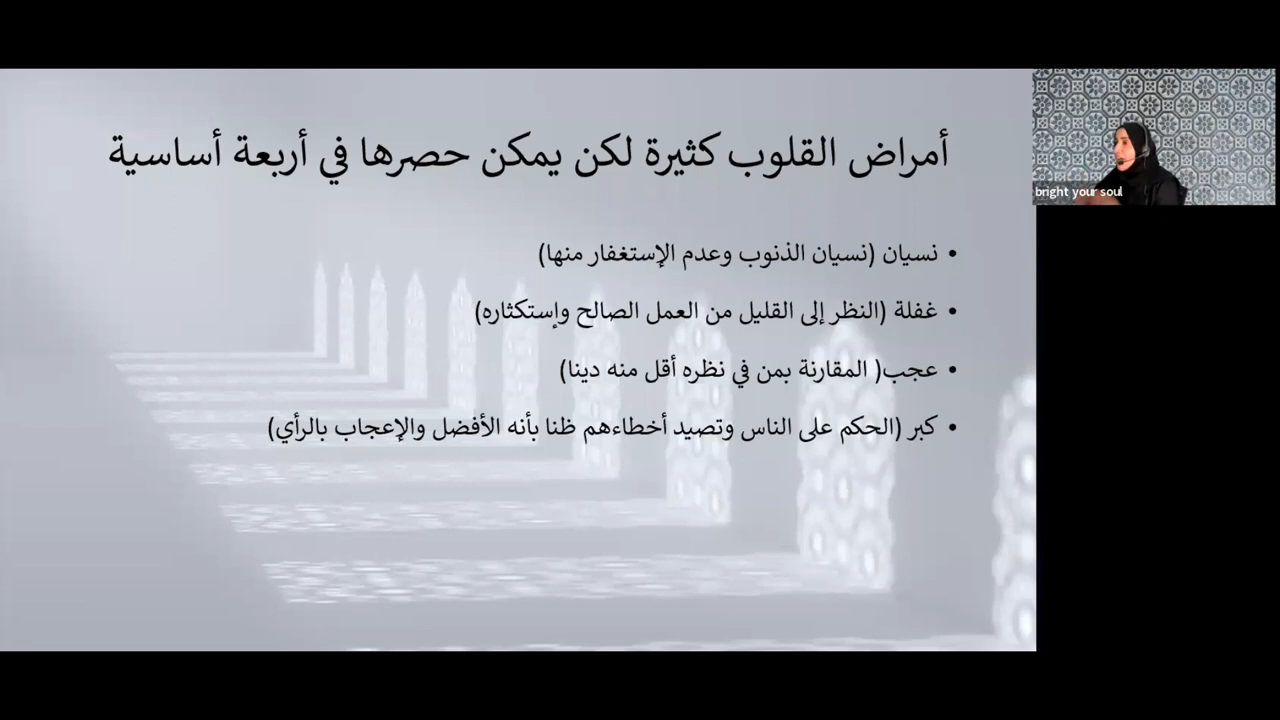 أمراض القلوب كثيرة لكن يمكن حصرها في أربعة أساسية
• نسيان (نسيان الذنوب وعدم الإستغفار منها)
• غفلة (النظر إلى القليل من العمل الصالح وإستكثاره)
• عجب( المقارنة بمن في نظره أقل منه دينا)
• كبر (الحكم على الناس وتصيد أخطاءهم ظنا بأنه الأفضل والإعجاب بالرأي)
bright your soul